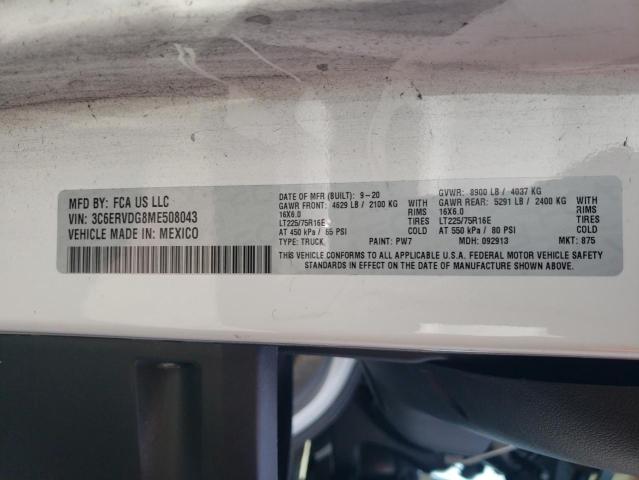 MFD BY: FCA US LLC
VIN: 3C6ERVDG8ME508043
VEHICLE MADE IN: MEXICO
DATE OF MFR (BUILT): 9-20 GVWR: 8900 LB / 4037 KG
GAWR FRONT: 4629 LB / 2100 KG GAWR REAR: 5291 LB / 2400 KG
16X6.0 RIMS 16X6.0 RIMS
LT225/75R16E TIRES LT225/75R16E TIRES
AT 450 kPa / 65 PSI COLD AT 550 kPa / 80 PSI COLD
TYPE: TRUCK PAINT: PW7 MDH: 092913 MKT: 875
THIS VEHICLE CONFORMS TO ALL APPLICABLE U.S.A. FEDERAL MOTOR VEHICLE SAFETY
STANDARDS IN EFFECT ON THE DATE OF MANUFACTURE SHOWN ABOVE.